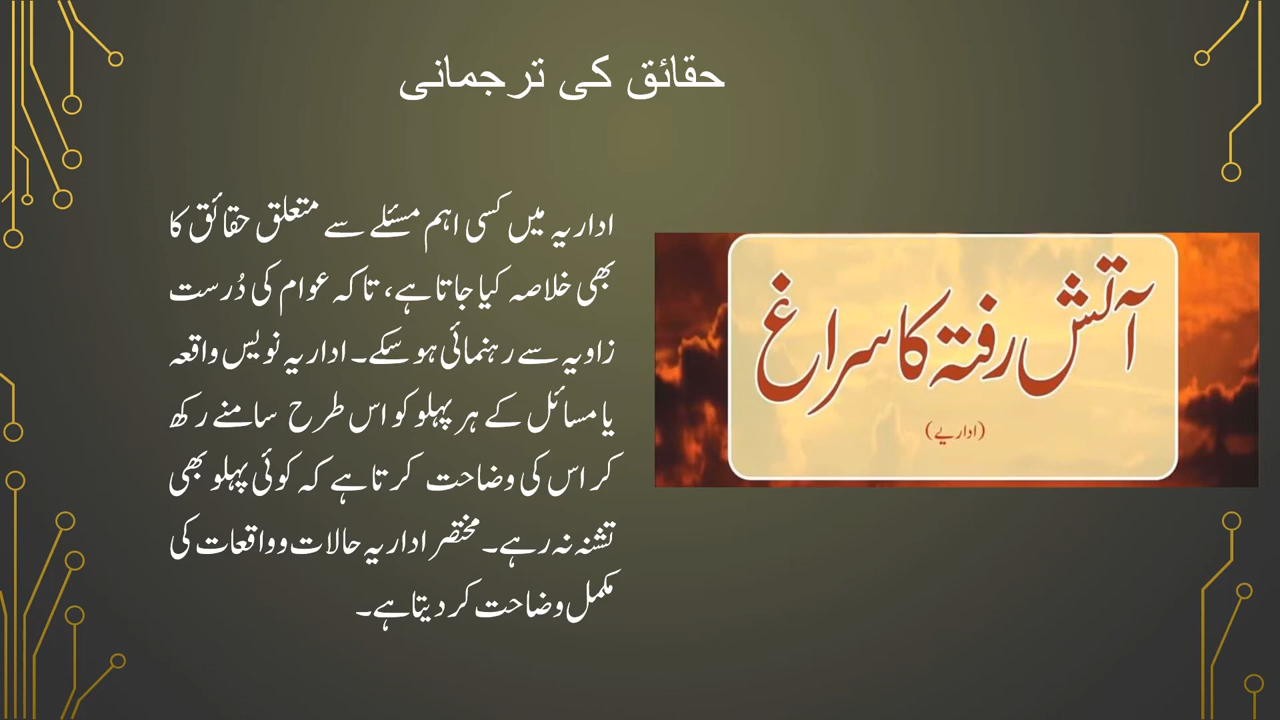 حقائق کی ترجمانی
اداریہ میں کسی اہم مسئلے سے متعلق حقائق کا
بھی خلاصہ کیا جاتا ہے، تاکہ عوام کی دُرست
زاویہ سے رہنمائی ہو سکے۔ اداریہ نویس واقعہ
یا مسائل کے ہر پہلو کو اس طرح سامنے رکھ
کر اس کی وضاحت کرتا ہے کہ کوئی پہلو بھی
تشنہ نہ رہے۔ مختصر اداریہ حالات و واقعات کی
مکمل وضاحت کر دیتا ہے۔
آتش رفتہ کا سراغ
(اداریے)